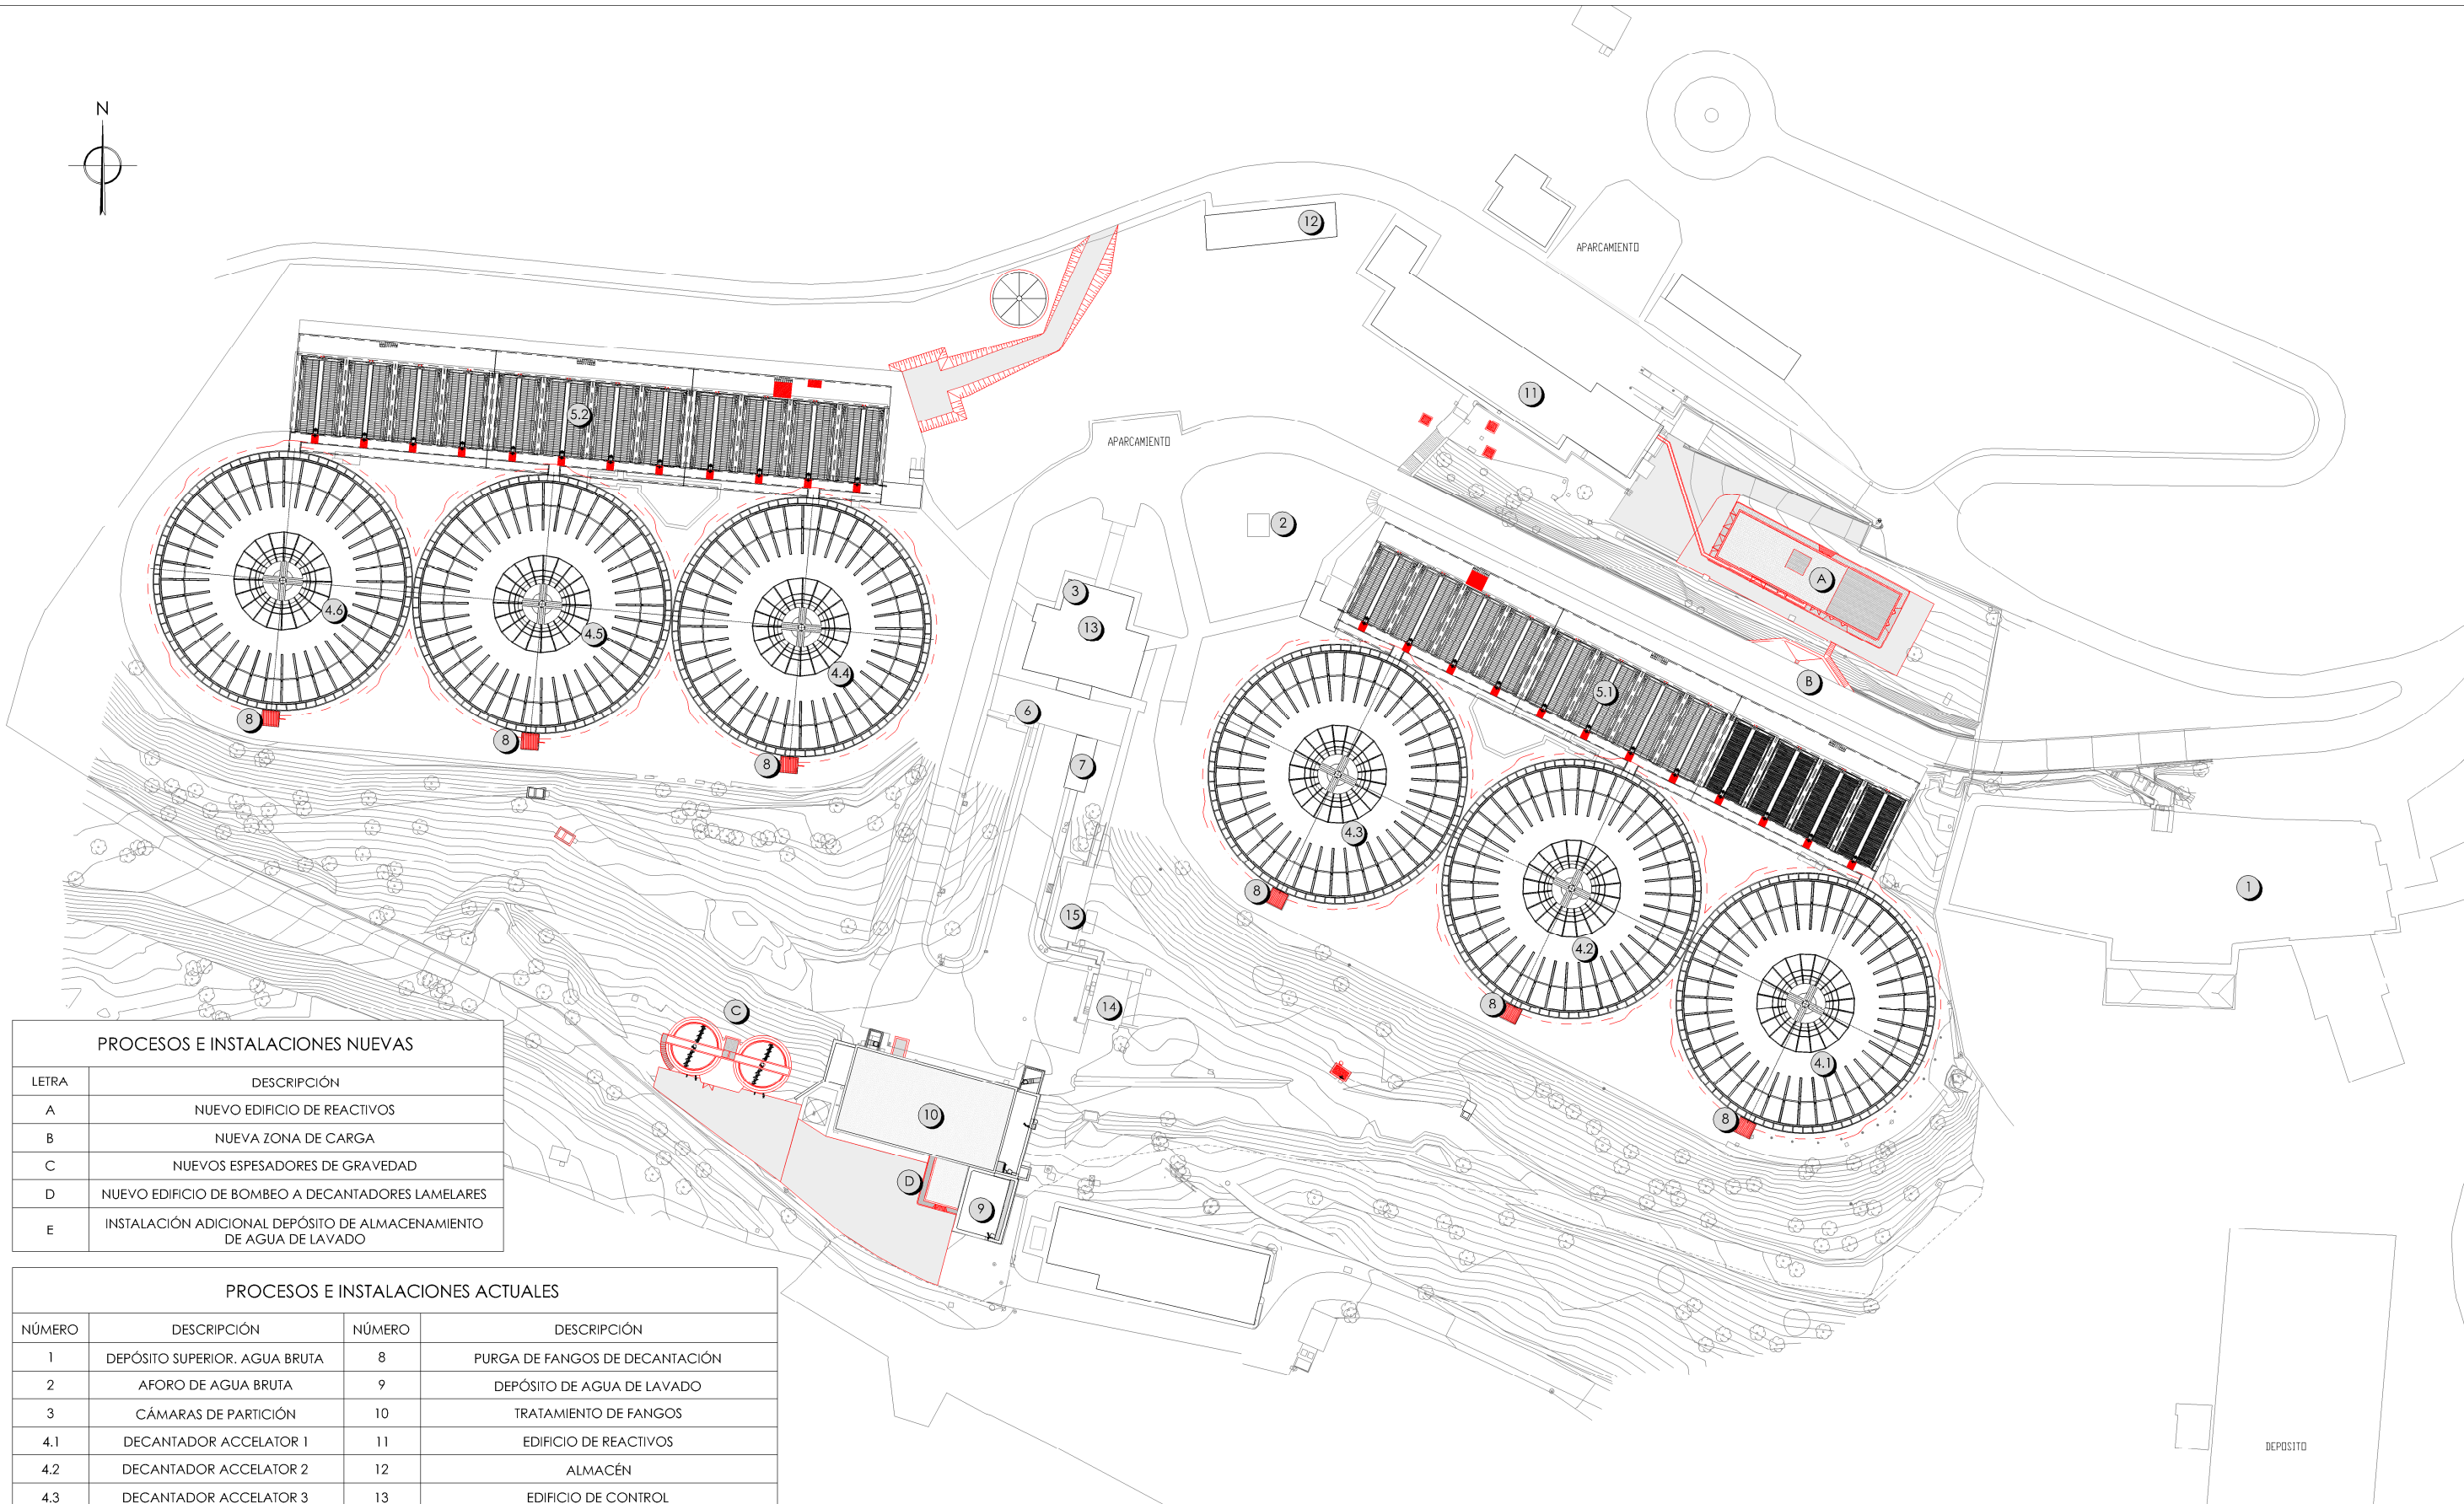 N
12
APARCAMIENTO
11
5.2
APARCAMIENTO
2
A
3
4.6
13
4.5
4.4
B
5.1
6
8
8
7
8
4.3
1
8
15
4.2
8
14
C
4.1
10
8
D
9
PROCESOS E INSTALACIONES NUEVAS
LETRA DESCRIPCIÓN
A NUEVO EDIFICIO DE REACTIVOS
B NUEVA ZONA DE CARGA
C NUEVOS ESPESADORES DE GRAVEDAD
D NUEVO EDIFICIO DE BOMBEO A DECANTADORES LAMELARES
E INSTALACIÓN ADICIONAL DEPÓSITO DE ALMACENAMIENTO
DE AGUA DE LAVADO
PROCESOS E INSTALACIONES ACTUALES
NÚMERO DESCRIPCIÓN NÚMERO DESCRIPCIÓN
1 DEPÓSITO SUPERIOR. AGUA BRUTA 8 PURGA DE FANGOS DE DECANTACIÓN
2 AFORO DE AGUA BRUTA 9 DEPÓSITO DE AGUA DE LAVADO
3 CÁMARAS DE PARTICIÓN 10 TRATAMIENTO DE FANGOS
4.1 DECANTADOR ACCELATOR 1 11 EDIFICIO DE REACTIVOS
4.2 DECANTADOR ACCELATOR 2 12 ALMACÉN
4.3 DECANTADOR ACCELATOR 3 13 EDIFICIO DE CONTROL
DEPOSITO